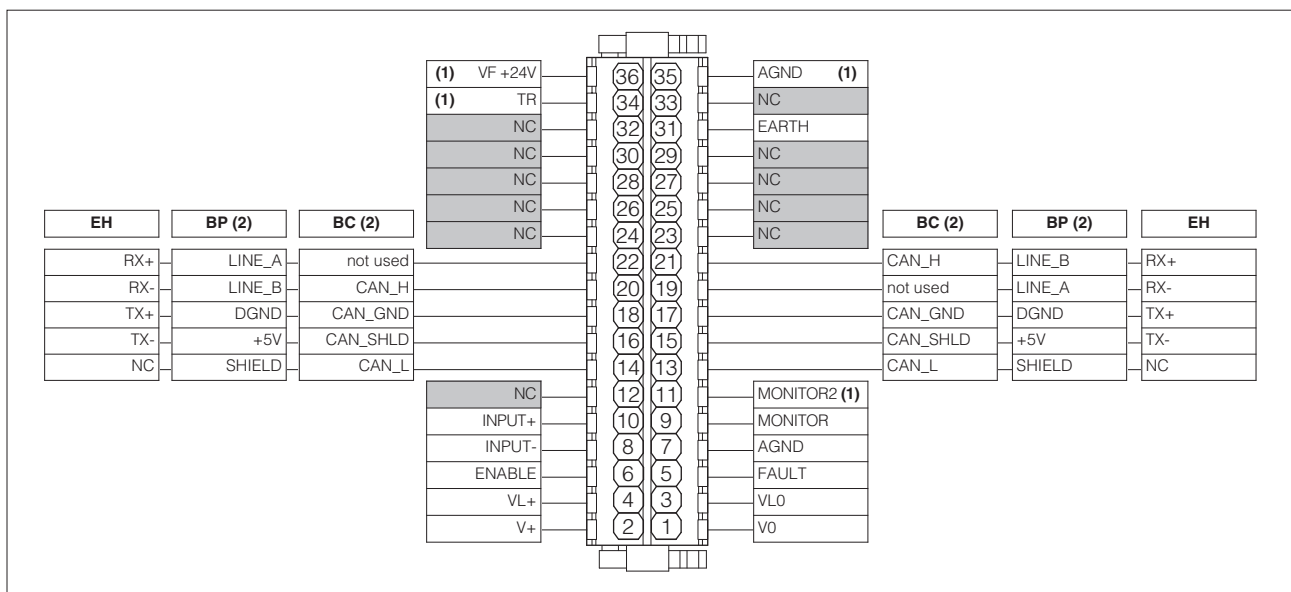 (1) VF +24V 36 35 AGND (1)
(1) TR 34 33 NC
NC 32 31 EARTH
NC 30 29 NC
NC 28 27 NC
NC 26 25 NC
NC 24 23 NC
EH BP (2) BC (2) BC (2) BP (2) EH
RX+ LINE_A not used 22 21 CAN_H LINE_B RX+
RX- LINE_B CAN_H 20 19 not used LINE_A RX-
TX+ DGND CAN_GND 18 17 CAN_GND DGND TX+
TX- +5V CAN_SHLD 16 15 CAN_SHLD +5V TX-
NC SHIELD CAN_L 14 13 CAN_L SHIELD NC
NC 12 11 MONITOR2 (1)
INPUT+ 10 9 MONITOR
INPUT- 8 7 AGND
ENABLE 6 5 FAULT
VL+ 4 3 VL0
V+ 2 1 V0